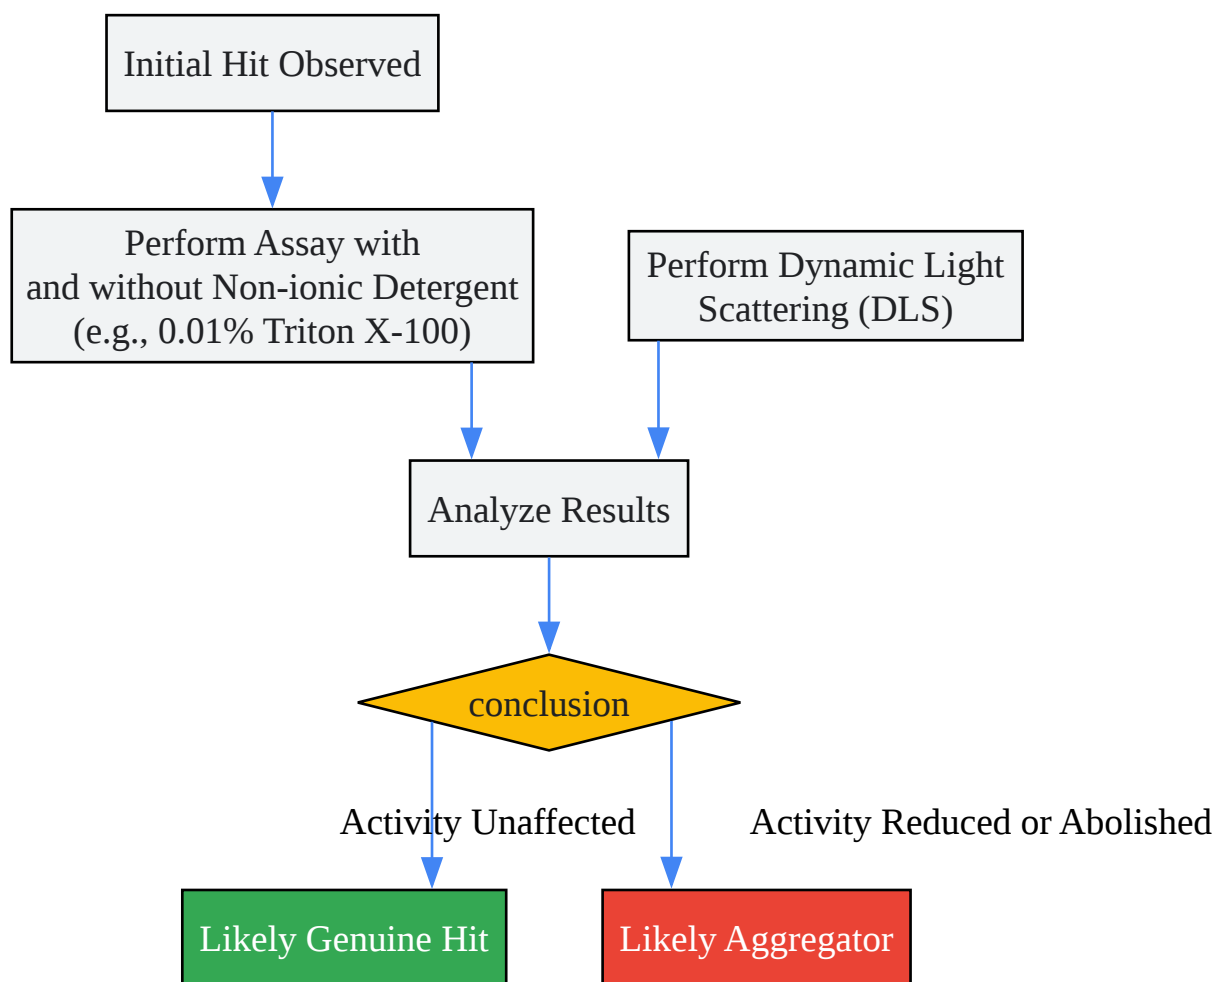 Initial Hit Observed
Perform Assay with
and without Non-ionic Detergent
(e.g., 0.01% Triton X-100)
Perform Dynamic Light
Scattering (DLS)
Analyze Results
conclusion
Activity Unaffected
Activity Reduced or Abolished
Likely Genuine Hit
Likely Aggregator